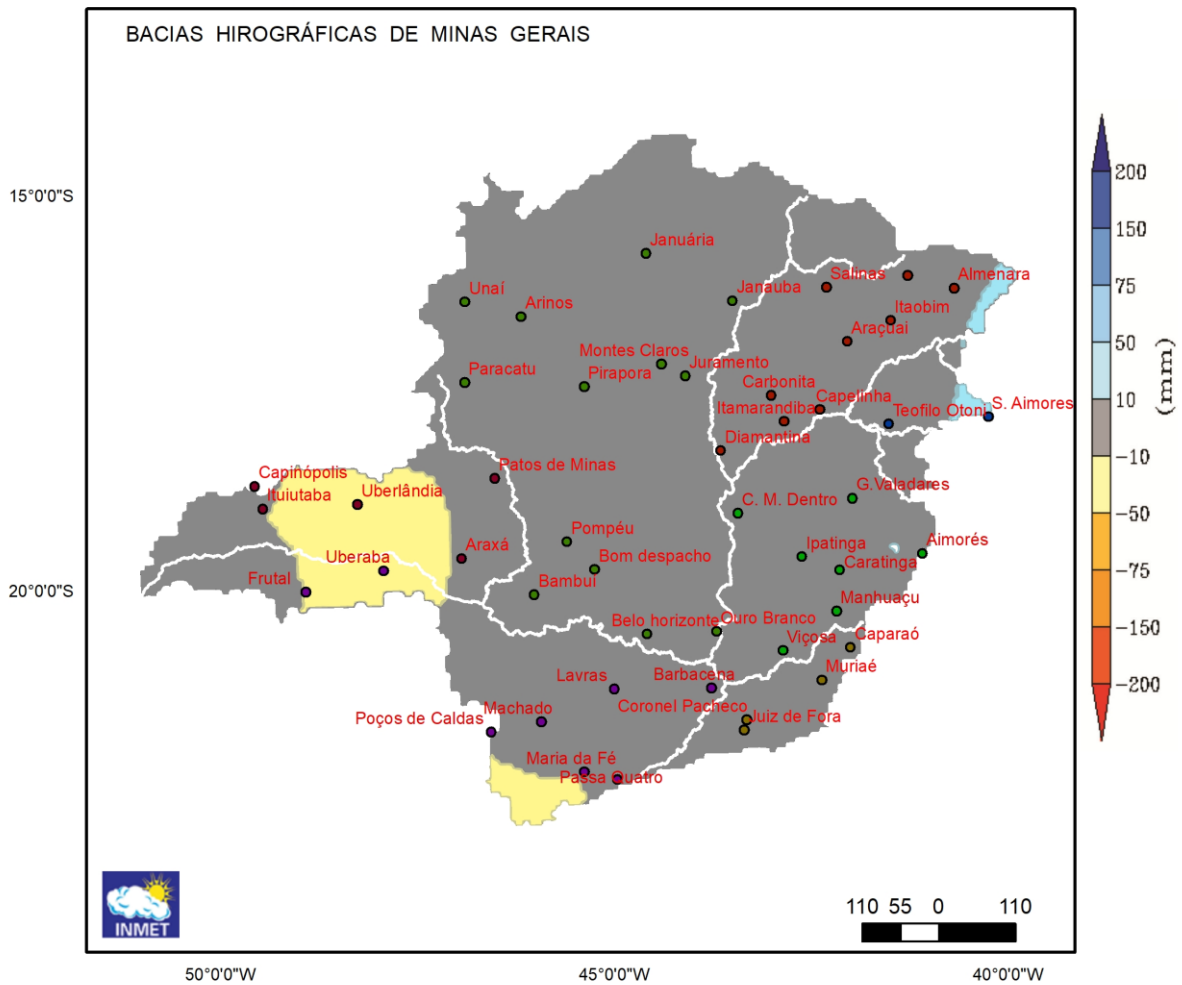 BACIAS HIROGRÁFICAS DE MINAS GERAIS
15°0'0"S
20°0'0"S
Januária
Salinas
Almenara
Unaí
Arinos
Janauba
Itaobim
Araçuai
Montes Claros
Juramento
Paracatu
Pirapora
Carbonita
Capelinha
Itamarandiba
Teofilo Otoni
S. Aimores
Diamantina
Patos de Minas
Capinópolis
Ituiutaba
Uberlândia
G.Valadares
C. M. Dentro
Pompéu
Ipatinga
Aimorés
Araxá
Bom despacho
Caratinga
Uberaba
Frutal
Bambuí
Manhuaçu
Belo horizonte
Ouro Branco
Viçosa
Caparaó
Muriaé
Lavras
Barbacena
Coronel Pacheco
Machado
Poços de Caldas
Juiz de Fora
Maria da Fé
Passa Quatro
200
150
75
50
10
−10
−50
−75
−150
−200
(mm)
INMET
110 55 0 110
50°0'0"W
45°0'0"W
40°0'0"W